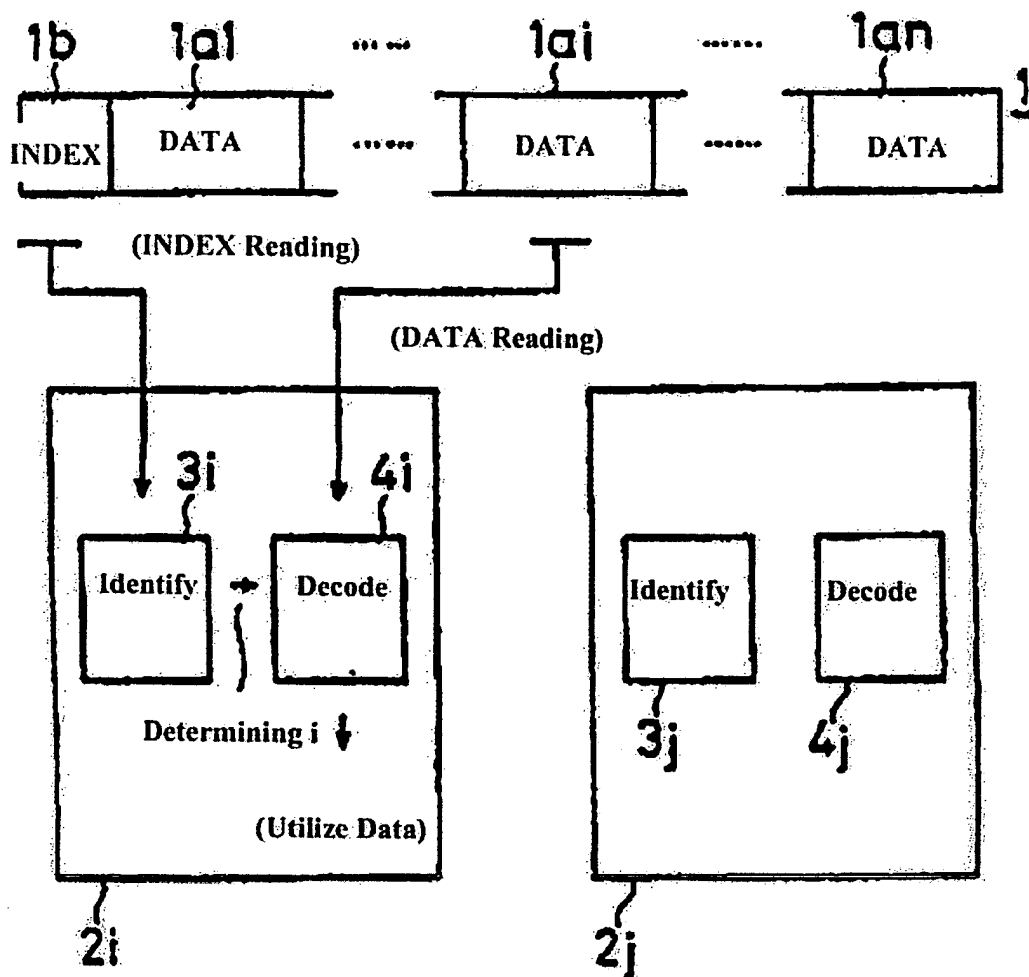 1b 1a1 ...... 1ai ...... 1an
1
INDEX DATA ...... DATA ...... DATA
(INDEX Reading)
(DATA Reading)
3i 4i
Identify Decode Identify Decode
3j 4j
Determining i
(Utilize Data)
2i 2j